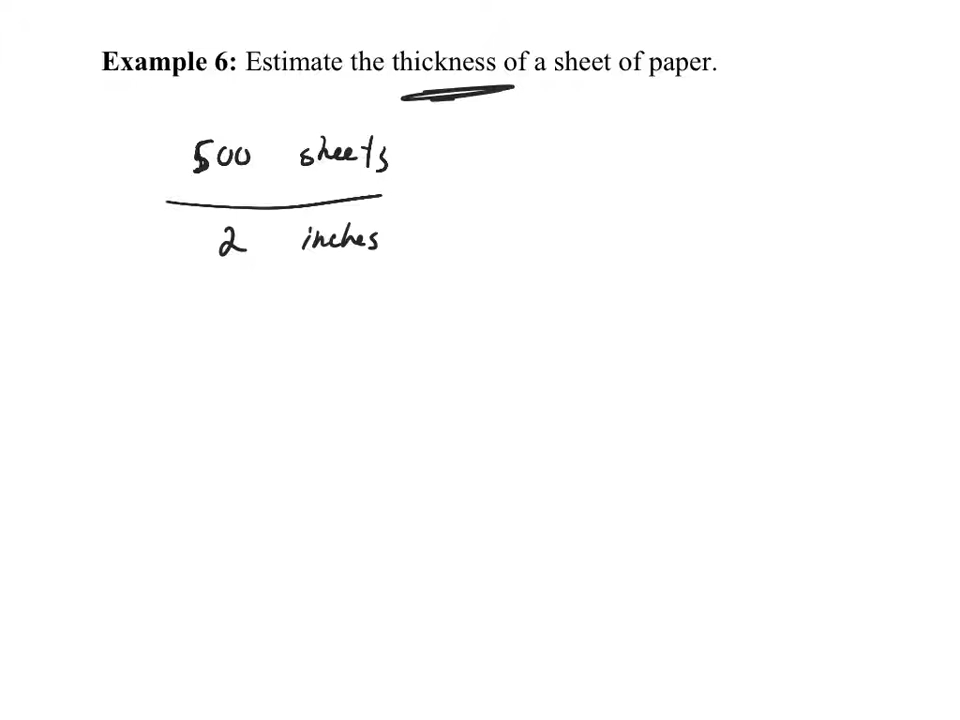 Example 6: Estimate the thickness of a sheet of paper.
500 sheets
2 inches